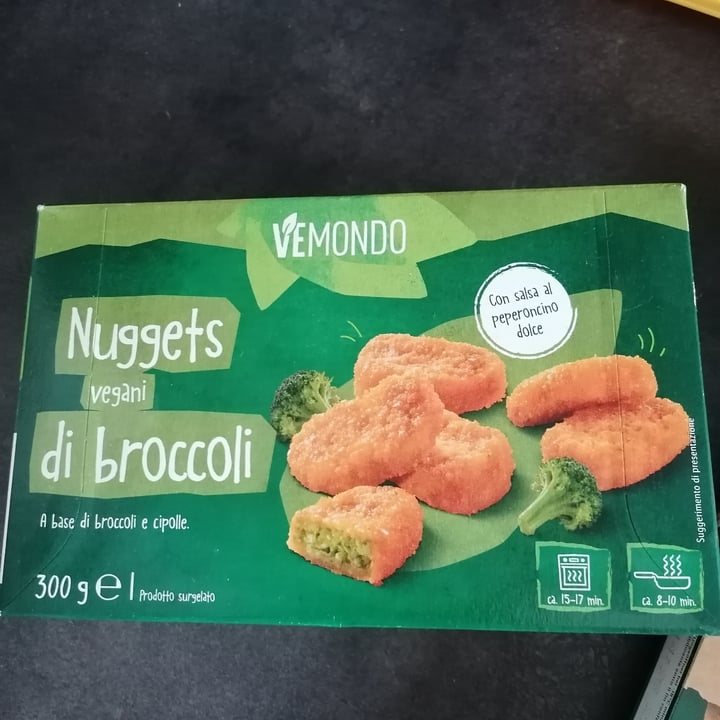 VEMONDO
Con salsa al
peperoncino
dolce
Nuggets
vegani
di broccoli
A base di broccoli e cipolle.
300 g ℮ | Prodotto surgelato
ca. 15-17 min.
ca. 8-10 min.
Suggerimento di presentazione